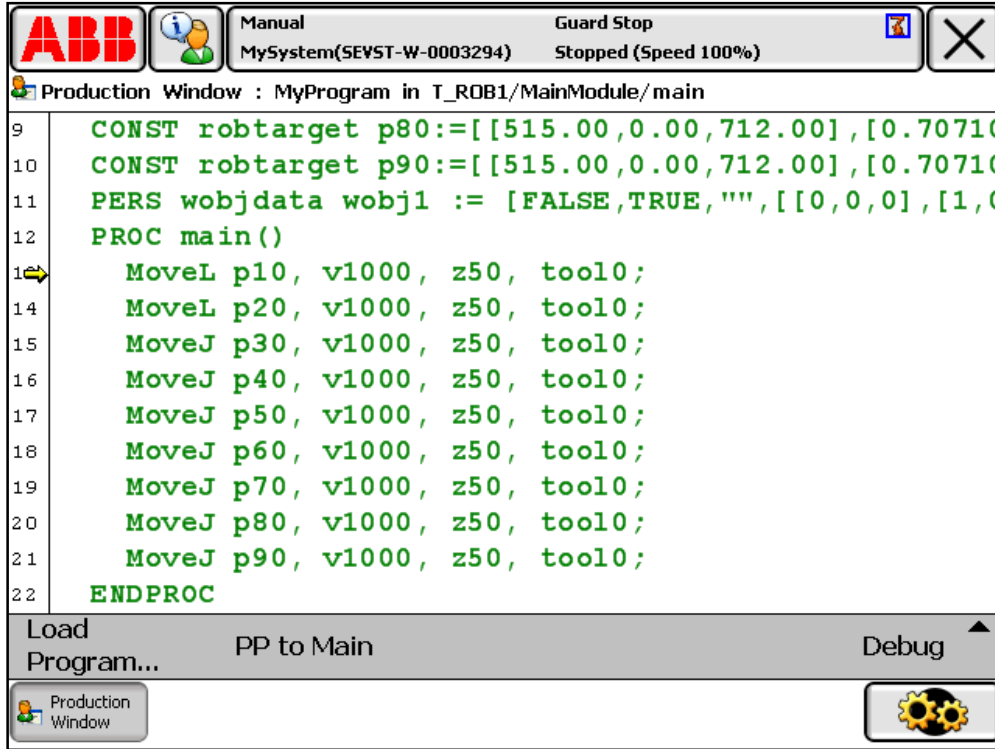 ABB
Manual
MySystem(SEVST-W-0003294)
Guard Stop
Stopped (Speed 100%)
Production Window : MyProgram in T_ROB1/MainModule/main
9 CONST robtarget p80:=[[515.00,0.00,712.00],[0.70710
10 CONST robtarget p90:=[[515.00,0.00,712.00],[0.70710
11 PERS wobjdata wobj1 := [FALSE,TRUE,"",[[0,0,0],[1,0
12 PROC main()
MoveL p10, v1000, z50, tool0;
14 MoveL p20, v1000, z50, tool0;
15 MoveJ p30, v1000, z50, tool0;
16 MoveJ p40, v1000, z50, tool0;
17 MoveJ p50, v1000, z50, tool0;
18 MoveJ p60, v1000, z50, tool0;
19 MoveJ p70, v1000, z50, tool0;
20 MoveJ p80, v1000, z50, tool0;
21 MoveJ p90, v1000, z50, tool0;
22 ENDPROC
Load
Program...
PP to Main
Debug
Production
Window